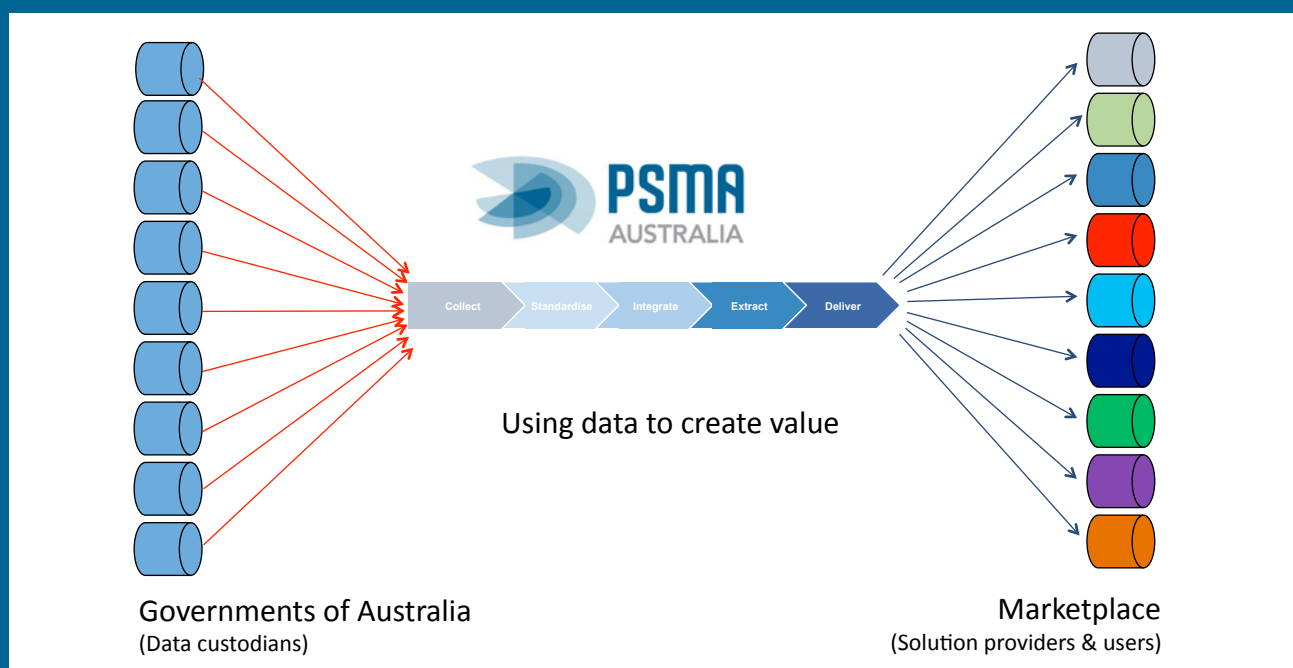 PSMA
AUSTRALIA
Collect Standardise Integrate Extract Deliver
Using data to create value
Governments of Australia
(Data custodians)
Marketplace
(Solution providers & users)